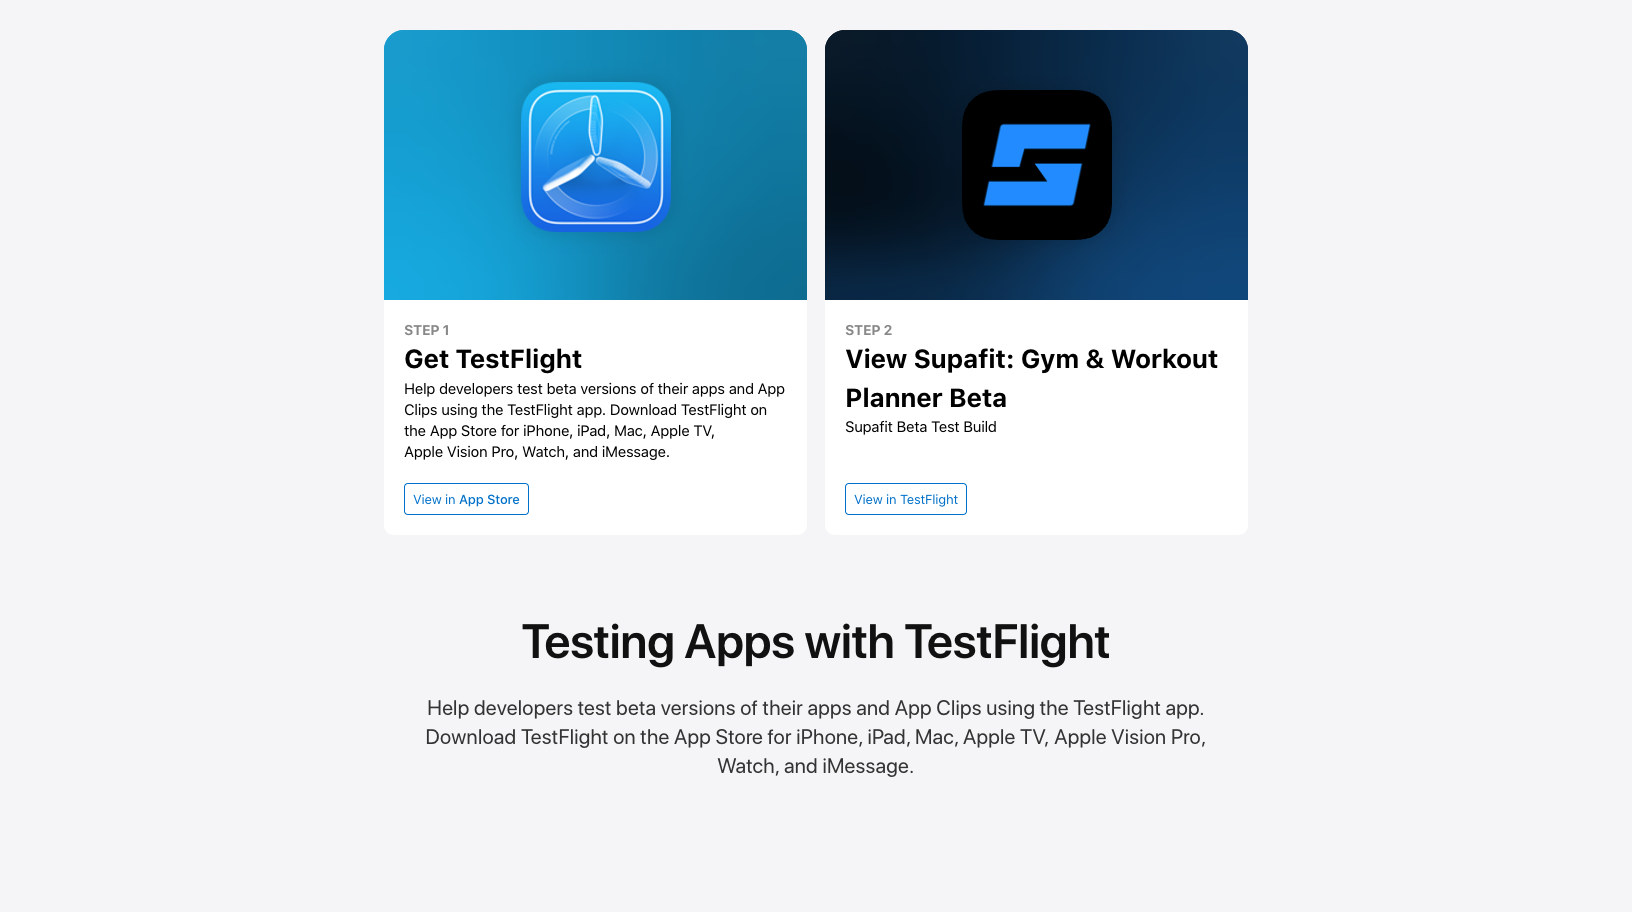 STEP 1
Get TestFlight
Help developers test beta versions of their apps and App
Clips using the TestFlight app. Download TestFlight on
the App Store for iPhone, iPad, Mac, Apple TV,
Apple Vision Pro, Watch, and iMessage.
View in App Store
STEP 2
View Supafit: Gym & Workout
Planner Beta
Supafit Beta Test Build
View in TestFlight
Testing Apps with TestFlight
Help developers test beta versions of their apps and App Clips using the TestFlight app.
Download TestFlight on the App Store for iPhone, iPad, Mac, Apple TV, Apple Vision Pro,
Watch, and iMessage.